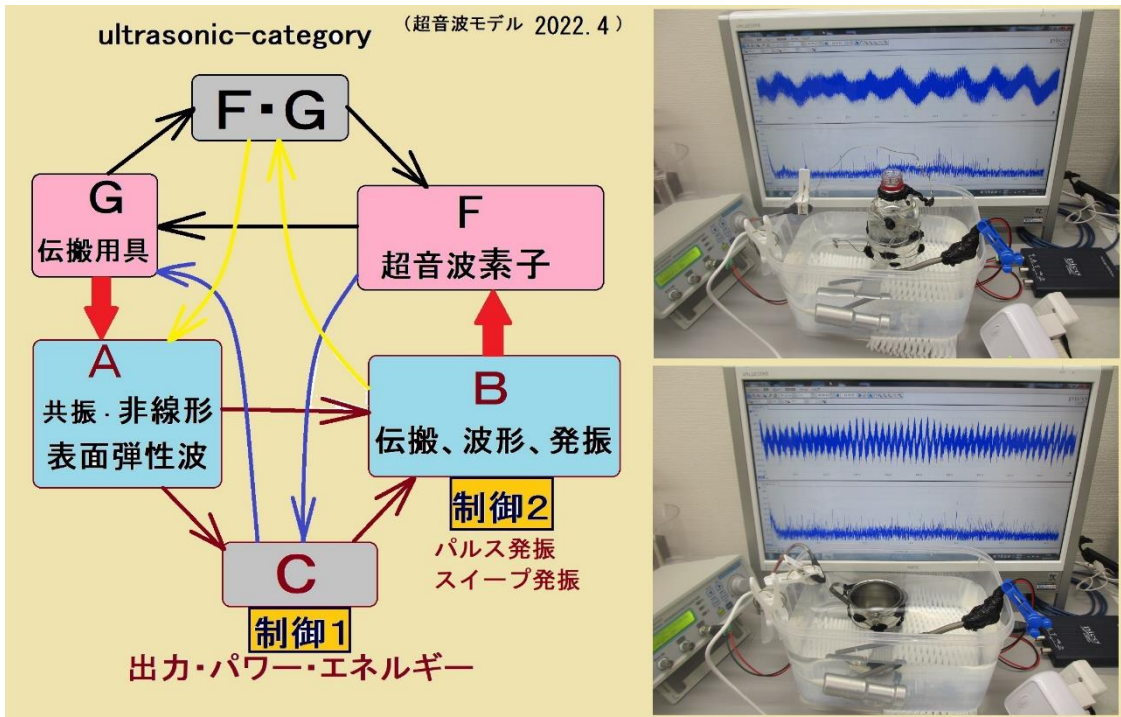 ultrasonic-category
(超音波モデル 2022.4)
F・G
G
伝搬用具
F
超音波素子
A
共振・非線形
表面弾性波
B
伝搬、波形、発振
制御2
パルス発振
スイープ発振
C
制御1
出力・パワー・エネルギー
pico
pico